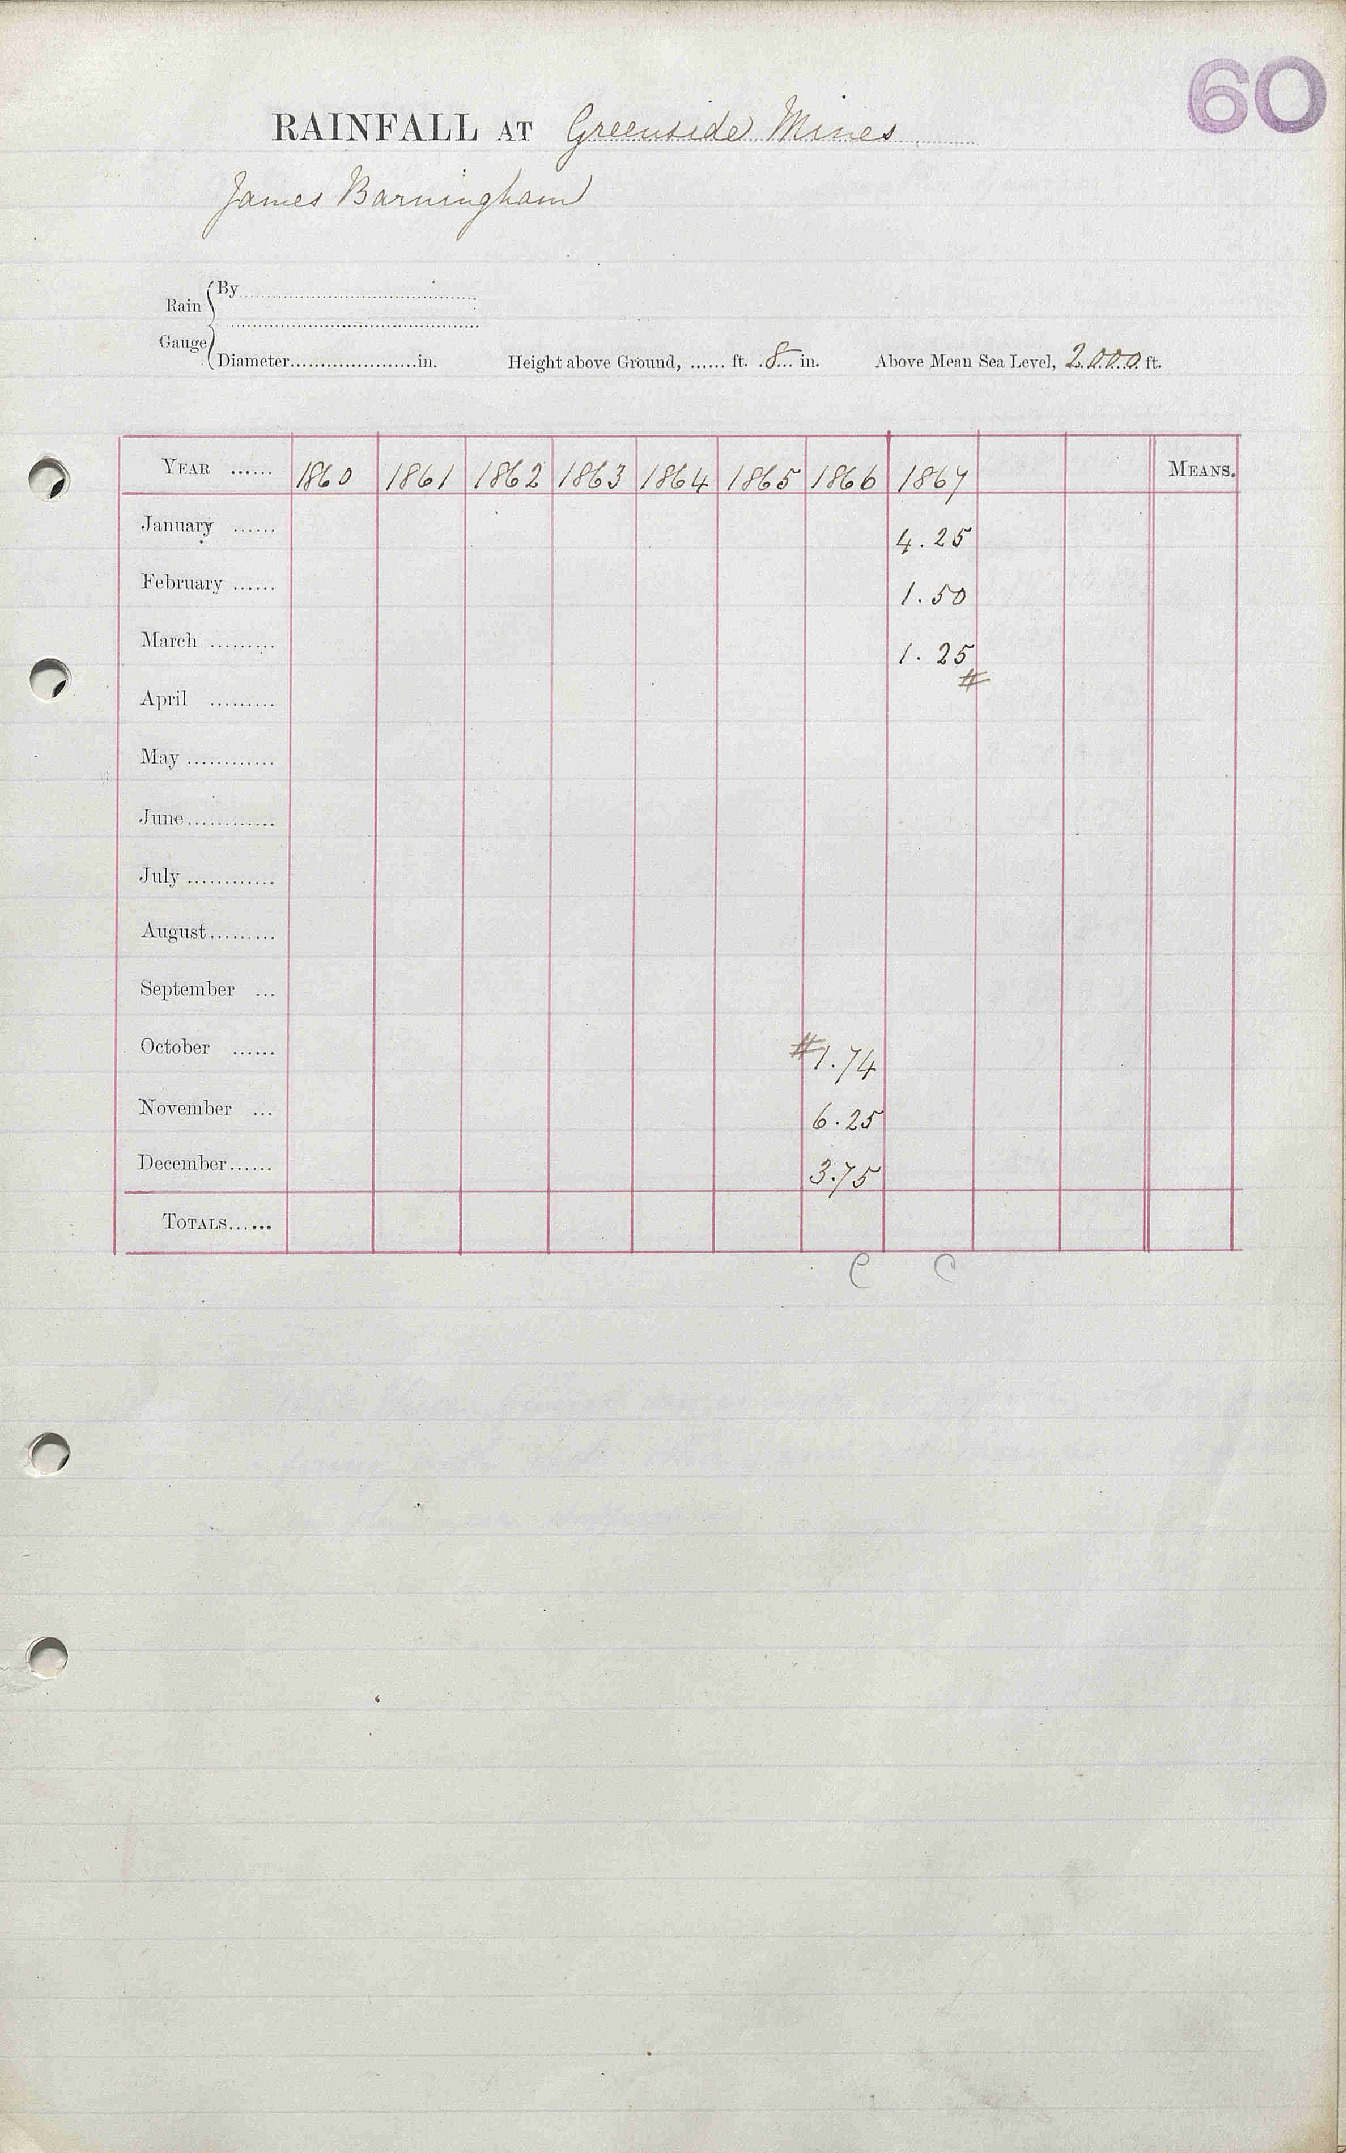 60
RAINFALL AT Greenside Mines
James Barningham
Rain Gauge
By
Diameter in. Height above Ground, ft. 8 in. Above Mean Sea Level, 2000 ft.
YEAR 1860 1861 1862 1863 1864 1865 1866 1867 MEANS.
January 4.25
February 1.50
March 1.25 #
April
May
June
July
August
September
October #1.74
November 6.25
December 3.75
TOTALS
C C